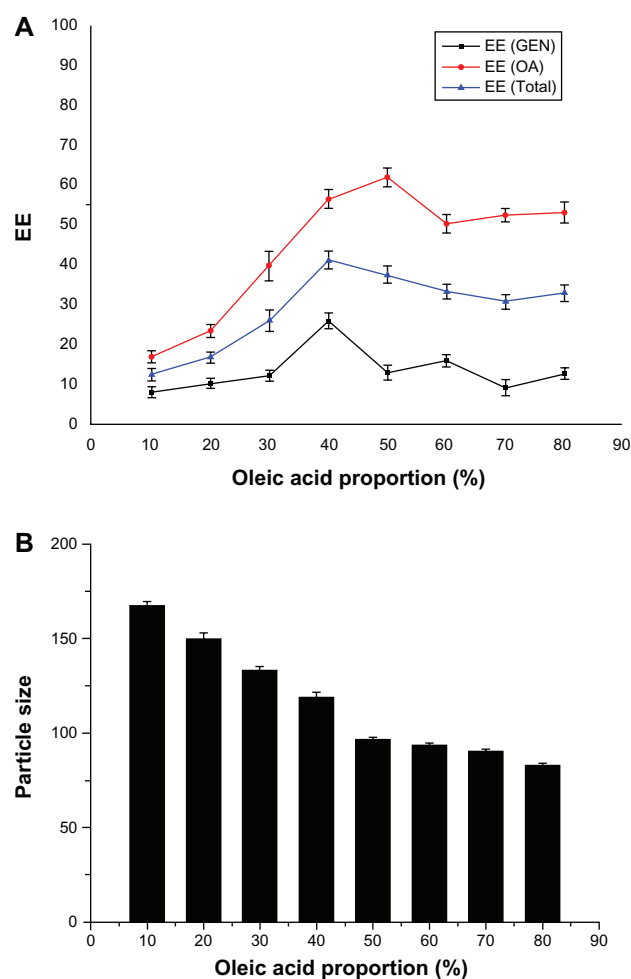 A
100
90
80
70
60
50
40
30
20
10
0
EE
EE (GEN)
EE (OA)
EE (Total)
0 10 20 30 40 50 60 70 80 90
Oleic acid proportion (%)
B
200
150
100
50
0
Particle size
0 10 20 30 40 50 60 70 80 90
Oleic acid proportion (%)